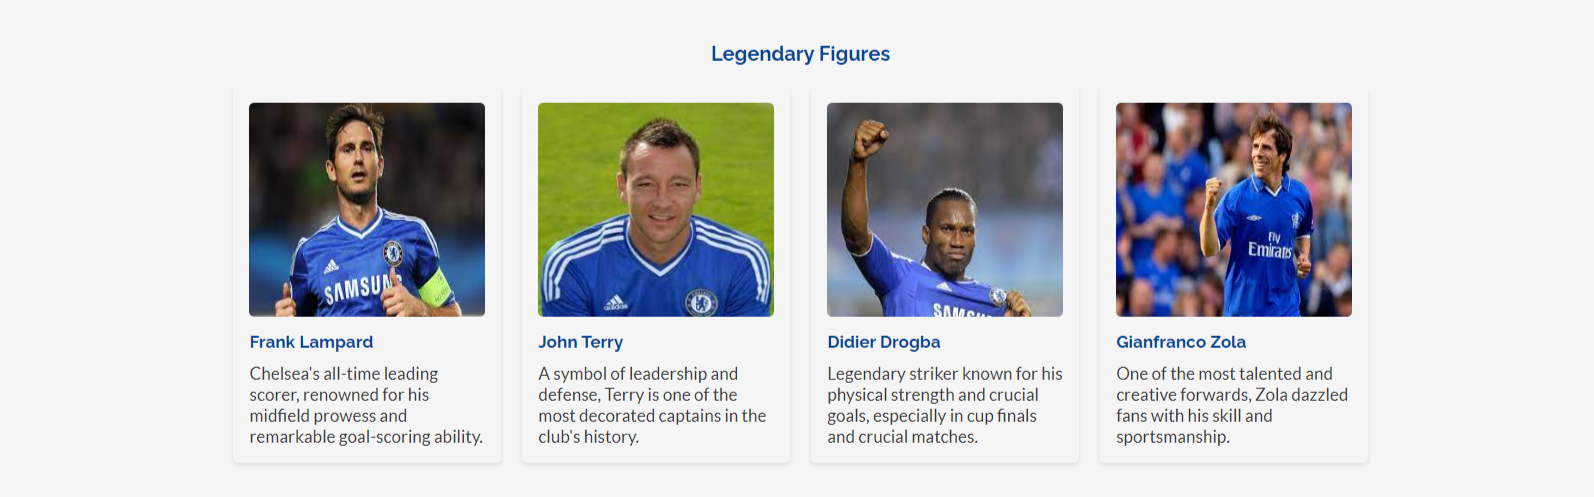 Legendary Figures
SAMSUNG
adidas
SAMSU
Fly
Emirates
Frank Lampard
John Terry
Didier Drogba
Gianfranco Zola
Chelsea's all-time leading
scorer, renowned for his
midfield prowess and
remarkable goal-scoring ability.
A symbol of leadership and
defense, Terry is one of the
most decorated captains in the
club's history.
Legendary striker known for his
physical strength and crucial
goals, especially in cup finals
and crucial matches.
One of the most talented and
creative forwards, Zola dazzled
fans with his skill and
sportsmanship.